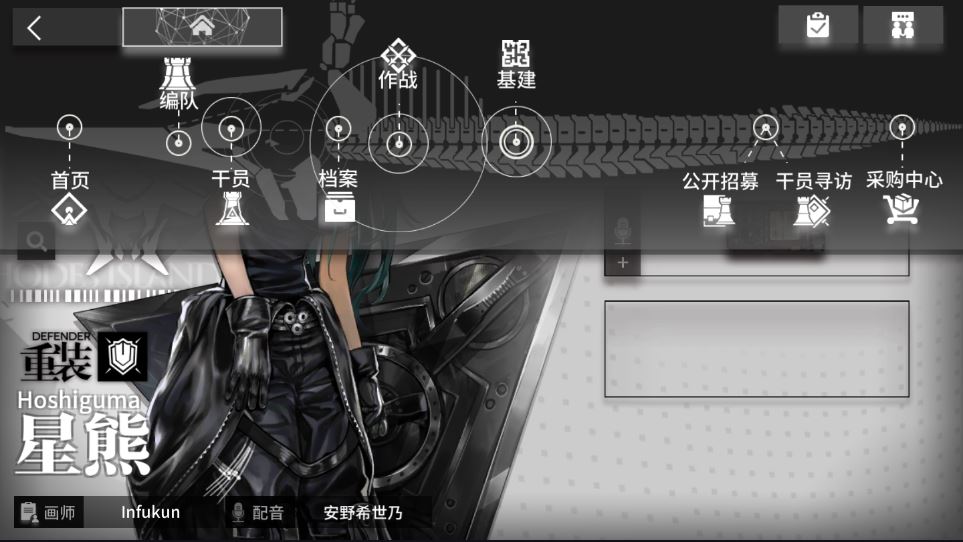 作战
基建
编队
首页
干员
档案
公开招募
干员寻访
采购中心
DEFENDER
重装
Hoshiguma
星熊
画师
Infukun
配音
安野希世乃